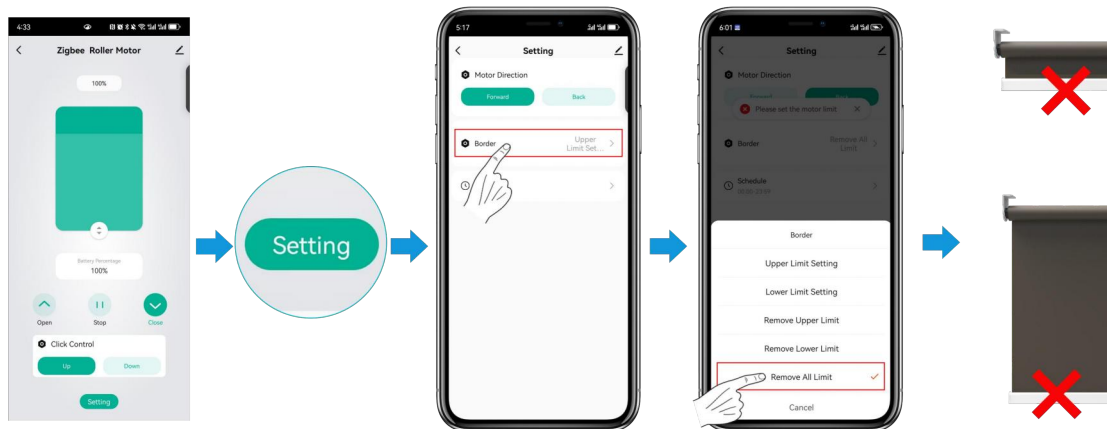 4:33
Zigbee Roller Motor
100%
Battery Percentage
100%
Open
Stop
Close
Click Control
Up
Down
Setting
Setting
5:17
Setting
Motor Direction
Forward
Back
Border
Upper
Limit Set...
6:01
Setting
Motor Direction
Please set the motor limit
Border
Remove All
Limit
Schedule
Border
Upper Limit Setting
Lower Limit Setting
Remove Upper Limit
Remove Lower Limit
Remove All Limit
Cancel